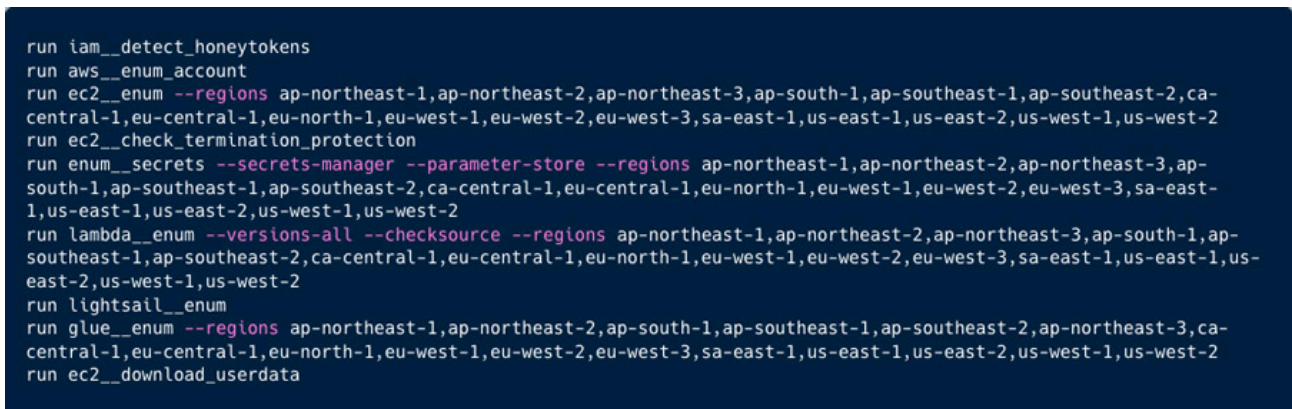 run iam__detect_honeytokens
run aws__enum_account
run ec2__enum --regions ap-northeast-1,ap-northeast-2,ap-northeast-3,ap-south-1,ap-southeast-1,ap-southeast-2,ca-
central-1,eu-central-1,eu-north-1,eu-west-1,eu-west-2,eu-west-3,sa-east-1,us-east-1,us-east-2,us-west-1,us-west-2
run ec2__check_termination_protection
run enum__secrets --secrets-manager --parameter-store --regions ap-northeast-1,ap-northeast-2,ap-northeast-3,ap-
south-1,ap-southeast-1,ap-southeast-2,ca-central-1,eu-central-1,eu-north-1,eu-west-1,eu-west-2,eu-west-3,sa-east-
1,us-east-1,us-east-2,us-west-1,us-west-2
run lambda__enum --versions-all --checksource --regions ap-northeast-1,ap-northeast-2,ap-northeast-3,ap-south-1,ap-
southeast-1,ap-southeast-2,ca-central-1,eu-central-1,eu-north-1,eu-west-1,eu-west-2,eu-west-3,sa-east-1,us-east-1,us-
east-2,us-west-1,us-west-2
run lightsail__enum
run glue__enum --regions ap-northeast-1,ap-northeast-2,ap-south-1,ap-southeast-1,ap-southeast-2,ap-northeast-3,ca-
central-1,eu-central-1,eu-north-1,eu-west-1,eu-west-2,eu-west-3,sa-east-1,us-east-1,us-east-2,us-west-1,us-west-2
run ec2__download_userdata